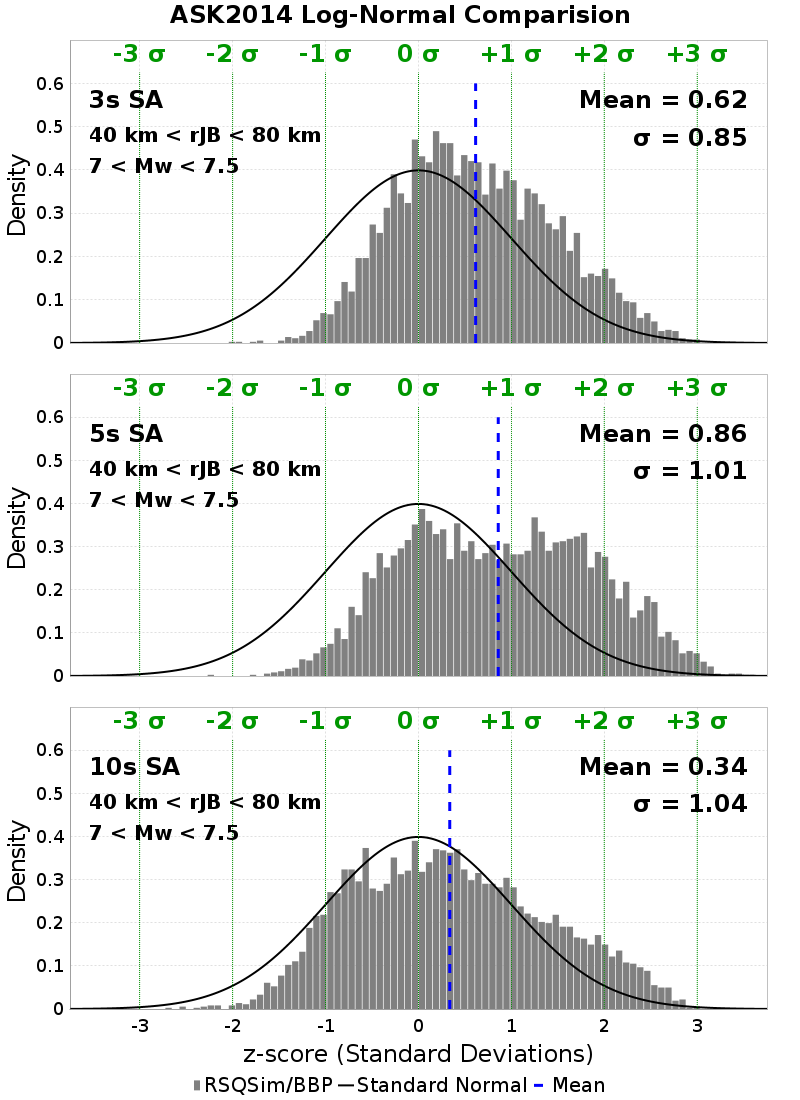 ASK2014 Log-Normal Comparision
-3 σ -2 σ -1 σ 0 σ +1 σ +2 σ +3 σ
0.6
3s SA Mean = 0.62
0.5
40 km < rJB < 80 km σ = 0.85
7 < Mw < 7.5
0.4
0.3
0.2
0.1
0
Density
-3 σ -2 σ -1 σ 0 σ +1 σ +2 σ +3 σ
0.6
5s SA Mean = 0.86
0.5
40 km < rJB < 80 km σ = 1.01
7 < Mw < 7.5
0.4
0.3
0.2
0.1
0
Density
-3 σ -2 σ -1 σ 0 σ +1 σ +2 σ +3 σ
0.6
10s SA Mean = 0.34
0.5
40 km < rJB < 80 km σ = 1.04
7 < Mw < 7.5
0.4
0.3
0.2
0.1
0
Density
-3 -2 -1 0 1 2 3
z-score (Standard Deviations)
RSQSim/BBP Standard Normal Mean